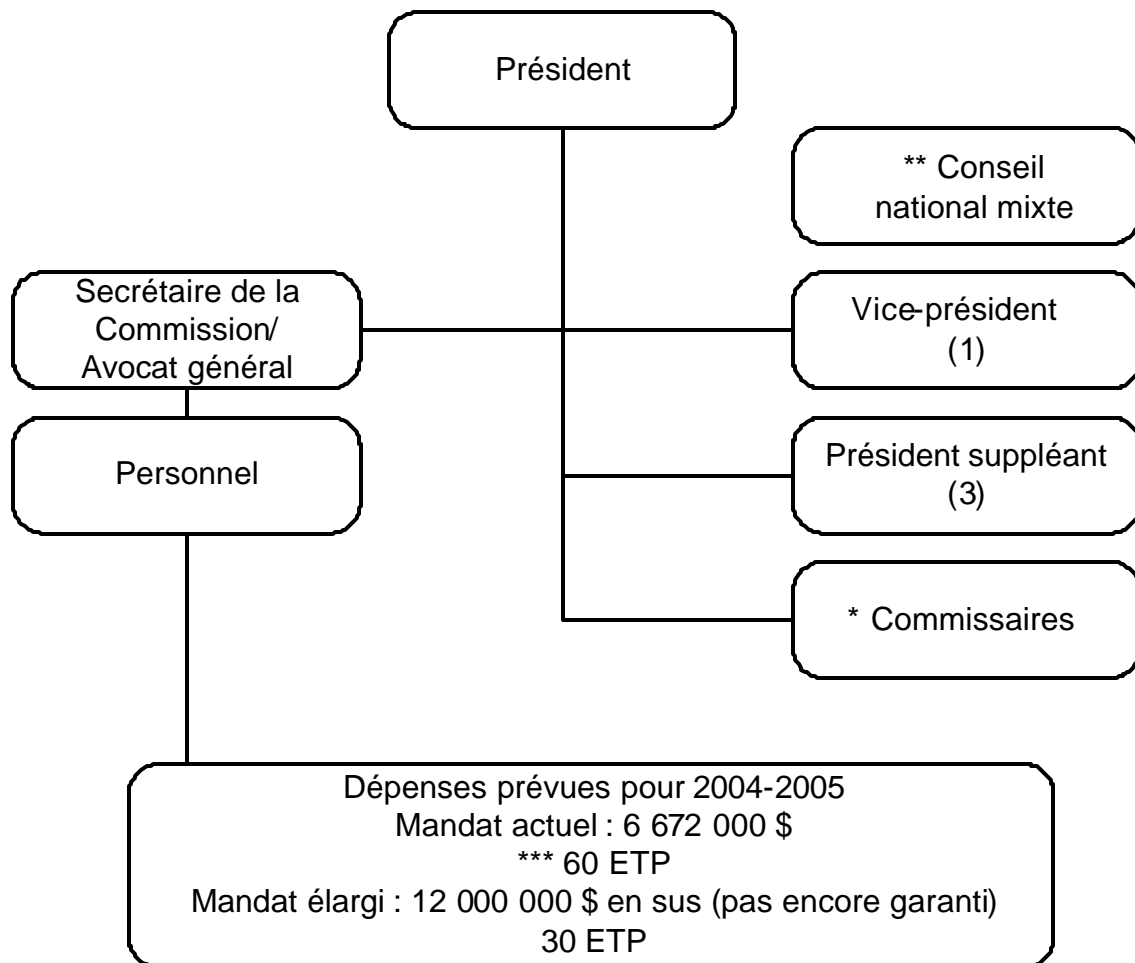 Président
** Conseil
national mixte
Secrétaire de la
Commission/
Avocat général
Vice-président
(1)
Personnel
Président suppléant
(3)
* Commissaires
Dépenses prévues pour 2004-2005
Mandat actuel : 6 672 000 $
*** 60 ETP
Mandat élargi : 12 000 000 $ en sus (pas encore garanti)
30 ETP